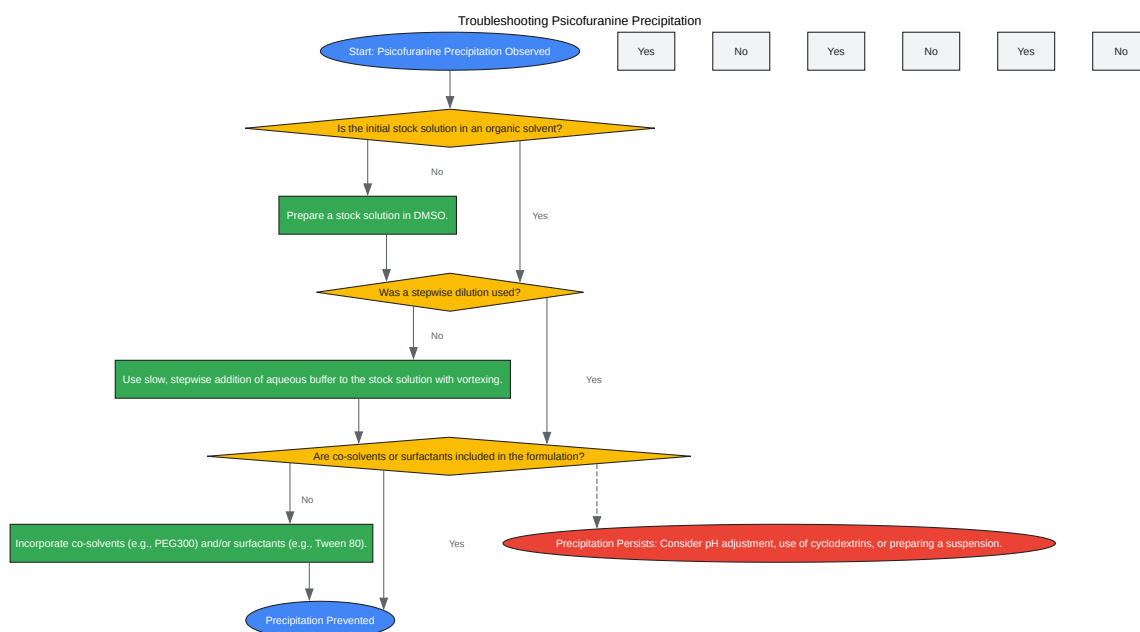 Troubleshooting Psicofuranine Precipitation
Start: Psicofuranine Precipitation Observed
Yes
No
Yes
No
Yes
No
Is the initial stock solution in an organic solvent?
No
Prepare a stock solution in DMSO.
Yes
Was a stepwise dilution used?
No
Use slow, stepwise addition of aqueous buffer to the stock solution with vortexing.
Yes
Are co-solvents or surfactants included in the formulation?
No
Incorporate co-solvents (e.g., PEG300) and/or surfactants (e.g., Tween 80).
Yes
Precipitation Persists: Consider pH adjustment, use of cyclodextrins, or preparing a suspension.
Precipitation Prevented